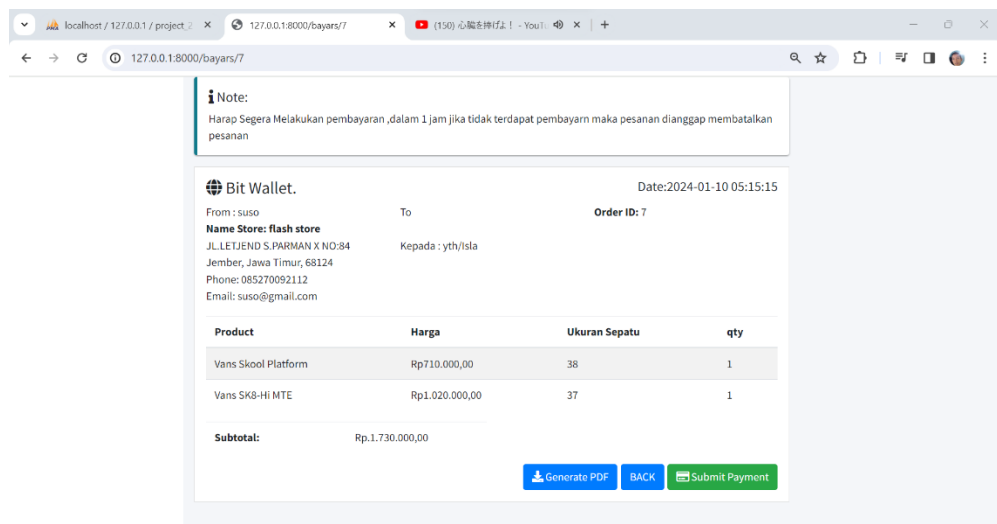 localhost / 127.0.0.1 / project_2
127.0.0.1:8000/bayars/7
(150) 心臓を捧げよ! - YouTu
127.0.0.1:8000/bayars/7
Note:
Harap Segera Melakukan pembayaran ,dalam 1 jam jika tidak terdapat pembayarn maka pesanan dianggap membatalkan
pesanan
Bit Wallet.
Date:2024-01-10 05:15:15
From : suso
To
Order ID: 7
Name Store: flash store
JL.LETJEND S.PARMAN X NO:84
Kepada : yth/Isla
Jember, Jawa Timur, 68124
Phone: 085270092112
Email: suso@gmail.com
Product Harga Ukuran Sepatu qty
Vans Skool Platform Rp710.000,00 38 1
Vans SK8-Hi MTE Rp1.020.000,00 37 1
Subtotal: Rp.1.730.000,00
Generate PDF BACK Submit Payment